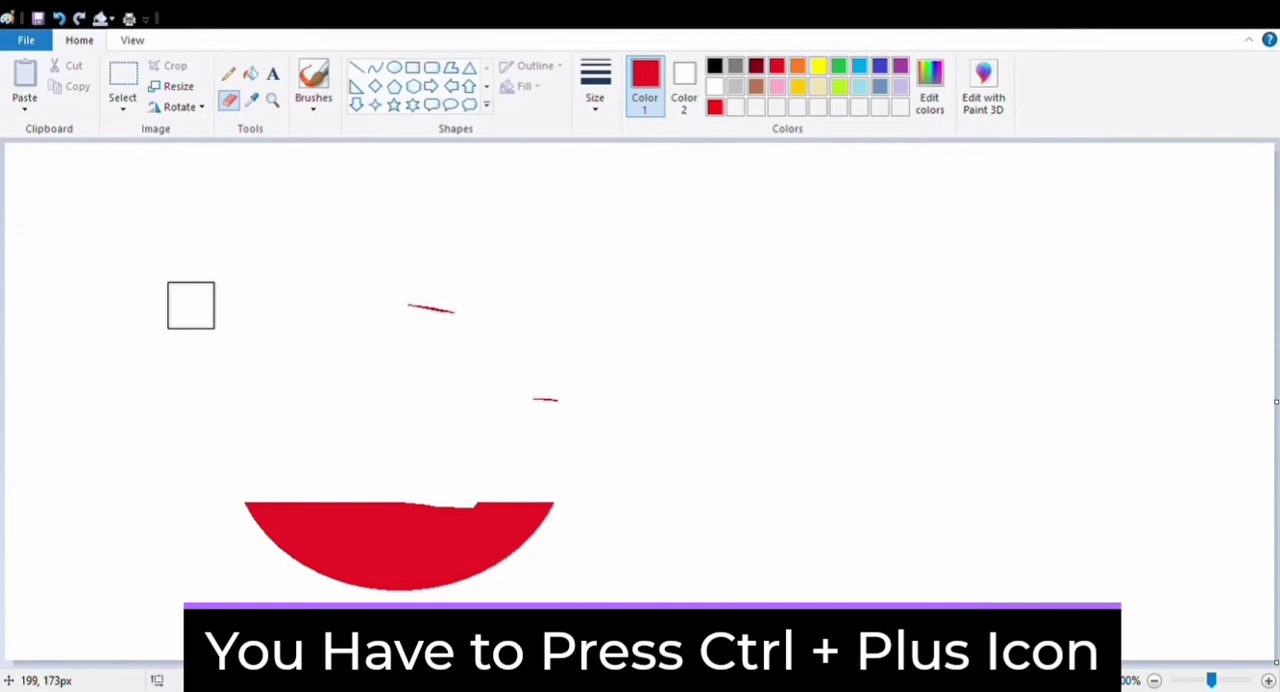 File Home View
Paste
Cut
Copy
Clipboard
Select
Crop
Resize
Rotate
Image
Tools
Brushes
Shapes
Outline
Fill
Size
Color 1
Color 2
Colors
Edit colors
Edit with Paint 3D
You Have to Press Ctrl + Plus Icon
199, 173px